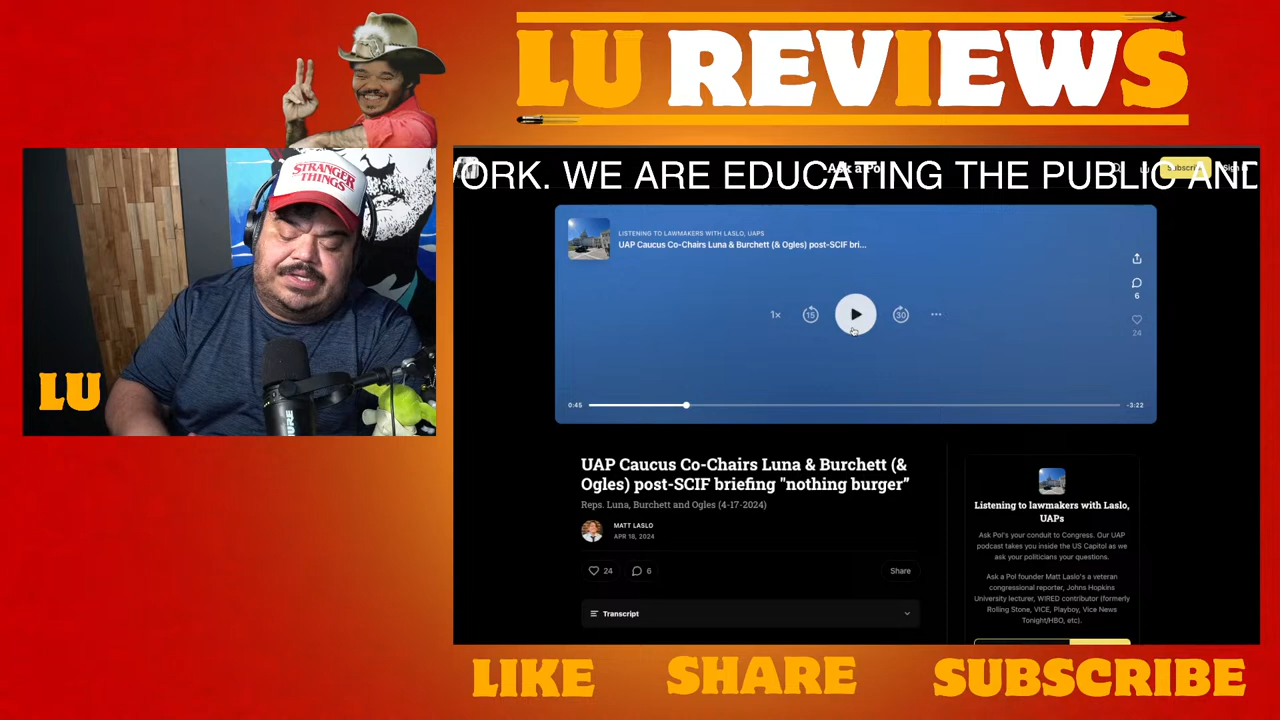 LU REVIEWS
STRANGER
THINGS
LU
SHURE
ORK. WE ARE EDUCATING THE PUBLIC AND
Ask a Pol
Subscribe
Sign in
LISTENING TO LAWMAKERS WITH LASLO, UAPS
UAP Caucus Co-Chairs Luna & Burchett (& Ogles) post-SCIF bri...
1x
15
30
6
24
0:45
-3:22
UAP Caucus Co-Chairs Luna & Burchett (&
Ogles) post-SCIF briefing "nothing burger"
Reps. Luna, Burchett and Ogles (4-17-2024)
MATT LASLO
APR 18, 2024
24
6
Share
Transcript
Listening to lawmakers with Laslo,
UAPs
Ask Pol's your conduit to Congress. Our UAP
podcast takes you inside the US Capitol as we
ask your politicians your questions.
Ask a Pol founder Matt Laslo's a veteran
congressional reporter, Johns Hopkins
University lecturer, WIRED contributor (formerly
Rolling Stone, VICE, Playboy, Vice News
Tonight/HBO, etc).
LIKE
SHARE
SUBSCRIBE